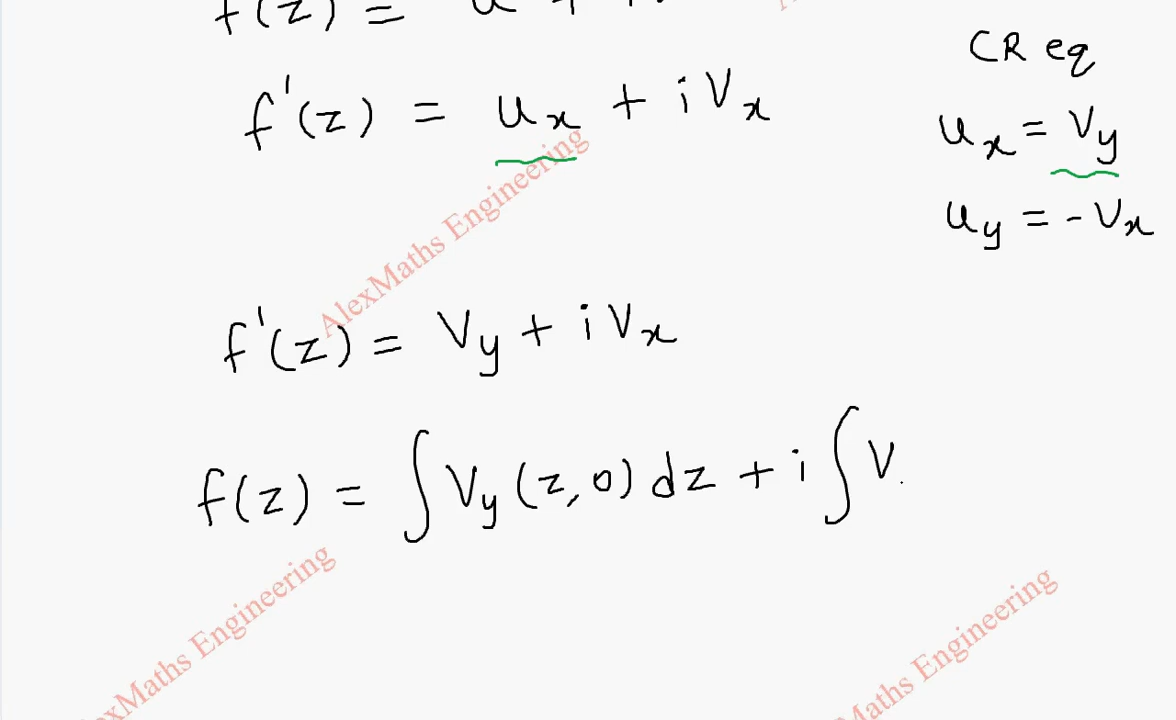 f(z) = u +
CR eq
f'(z) = u_x + i V_x
u_x = V_y
u_y = -V_x
f'(z) = V_y + i V_x
f(z) = ∫ V_y (z, 0) dz + i ∫ V
AlexMaths Engineering
AlexMaths Engineering
AlexMaths Engineering